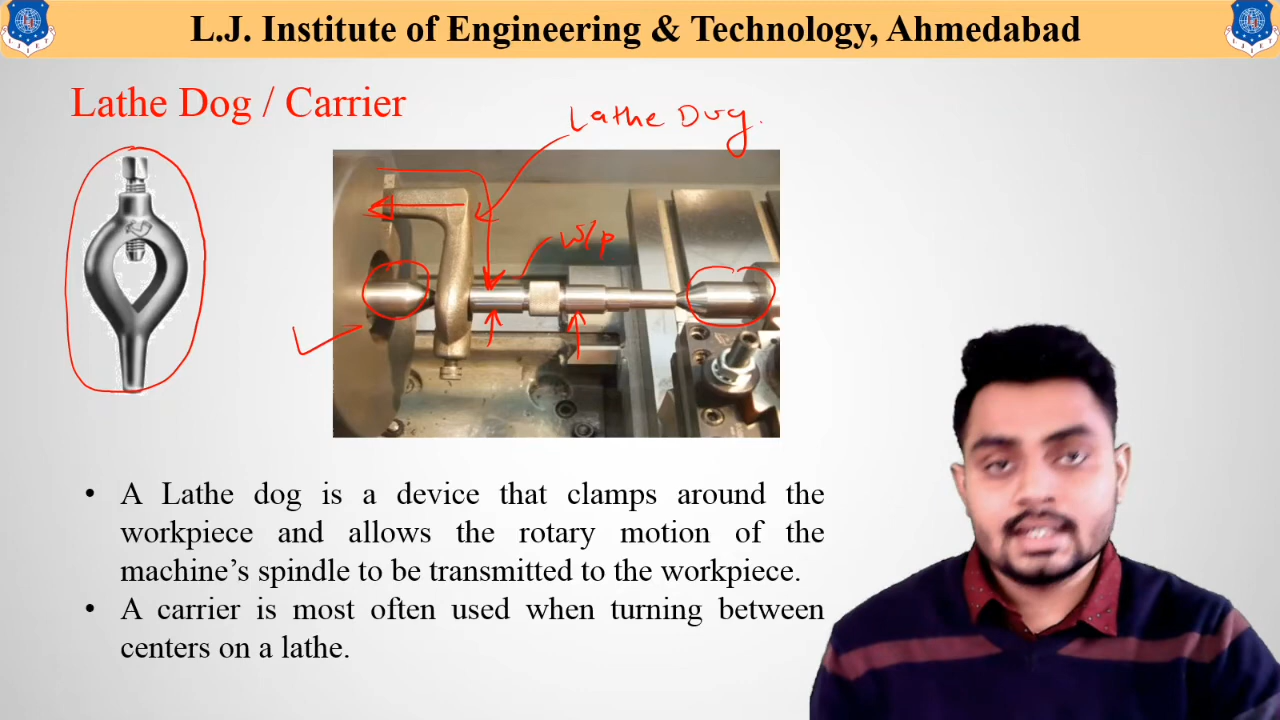 L.J. Institute of Engineering & Technology, Ahmedabad
Lathe Dog / Carrier
Lathe Dog.
W/p
• A Lathe dog is a device that clamps around the
workpiece and allows the rotary motion of the
machine’s spindle to be transmitted to the workpiece.
• A carrier is most often used when turning between
centers on a lathe.